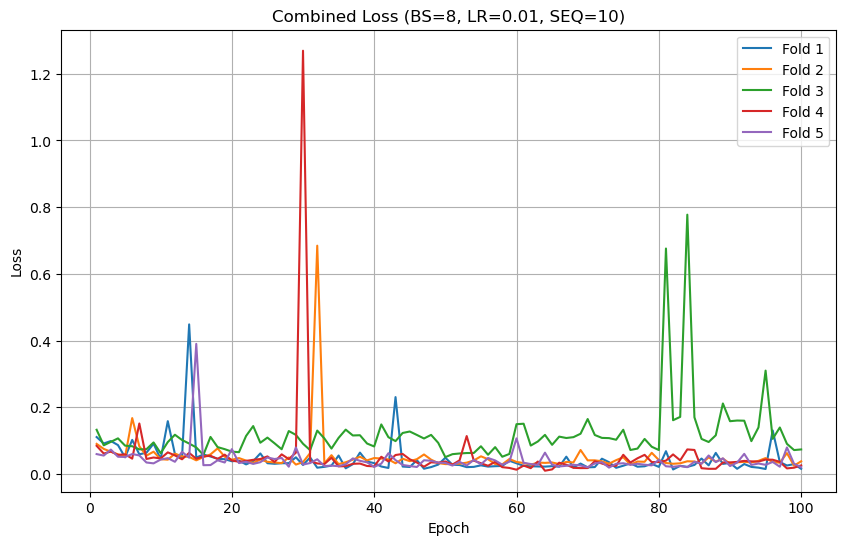 Combined Loss (BS=8, LR=0.01, SEQ=10)
Fold 1
Fold 2
Fold 3
Fold 4
Fold 5
Loss
1.2
1.0
0.8
0.6
0.4
0.2
0.0
0 20 40 60 80 100
Epoch